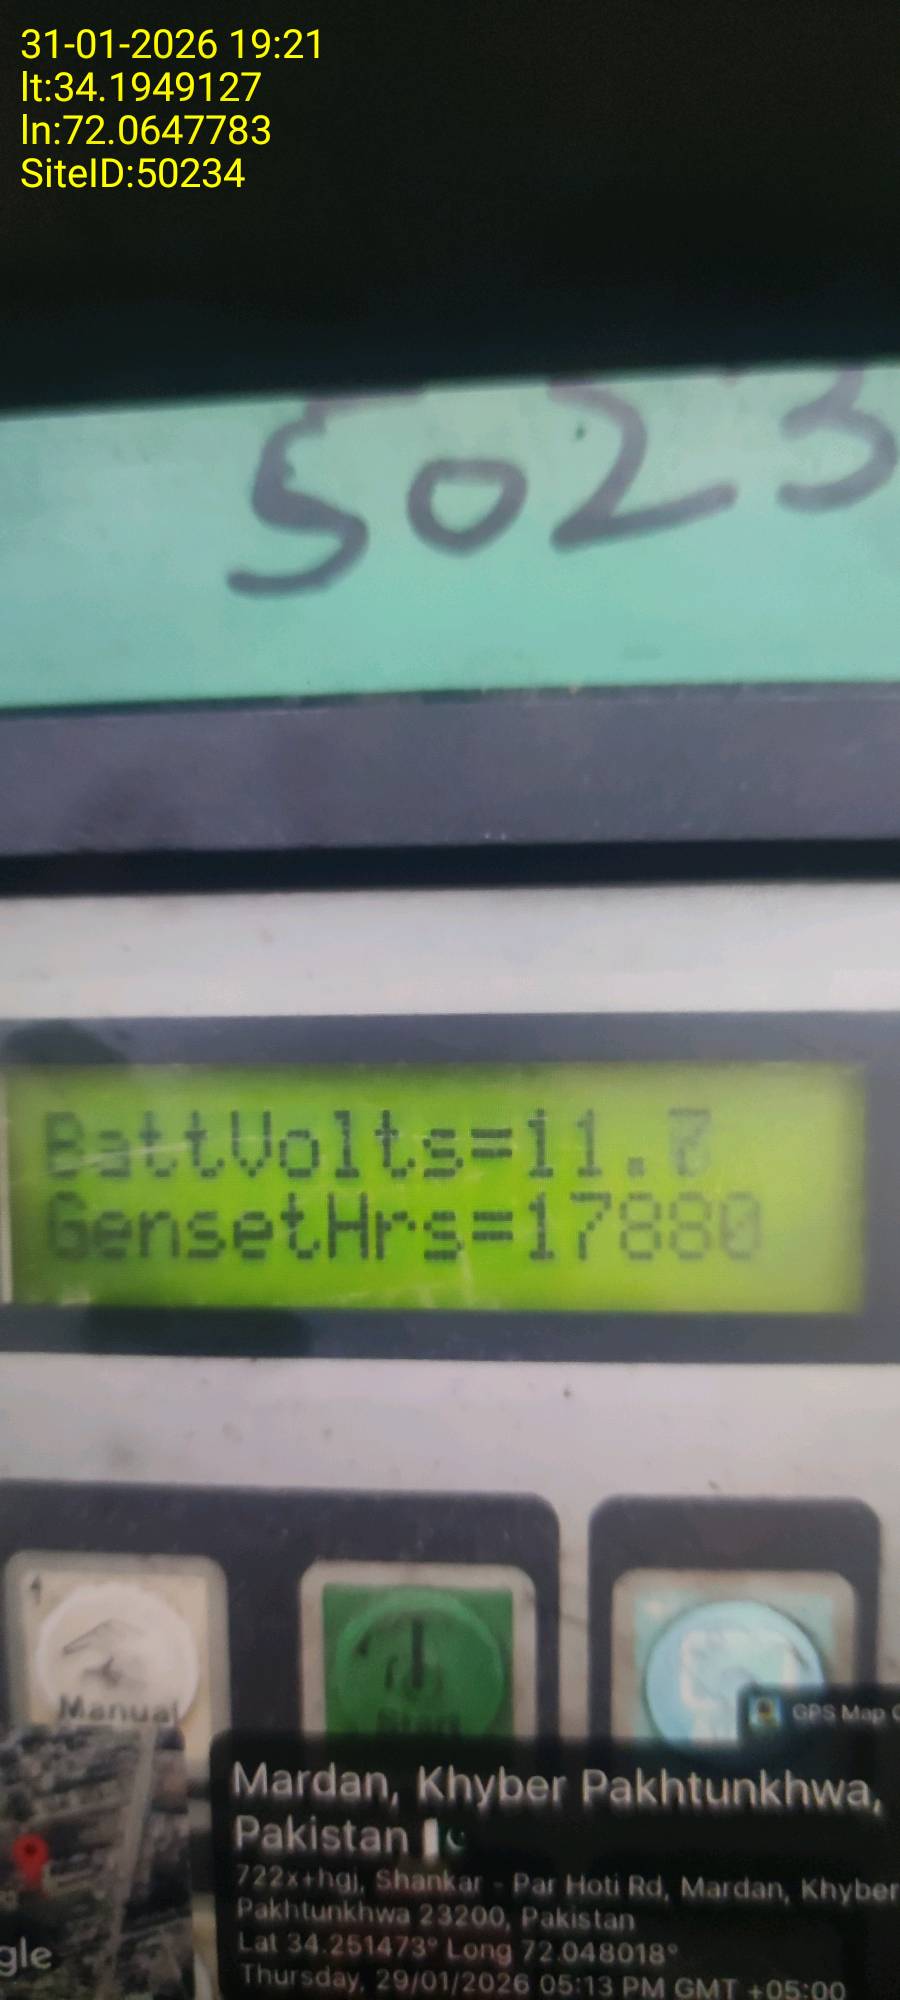 31-01-2026 19:21
lt:34.1949127
ln:72.0647783
SiteID:50234
5023
BattVolts=11.
GensetHrs=17880
Manual
Start
GPS Map C
Mardan, Khyber Pakhtunkhwa,
Pakistan
722x+hgj, Shankar - Par Hoti Rd, Mardan, Khyber
Pakhtunkhwa 23200, Pakistan
Lat 34.251473° Long 72.048018°
Thursday, 29/01/2026 05:13 PM GMT +05:00
gle